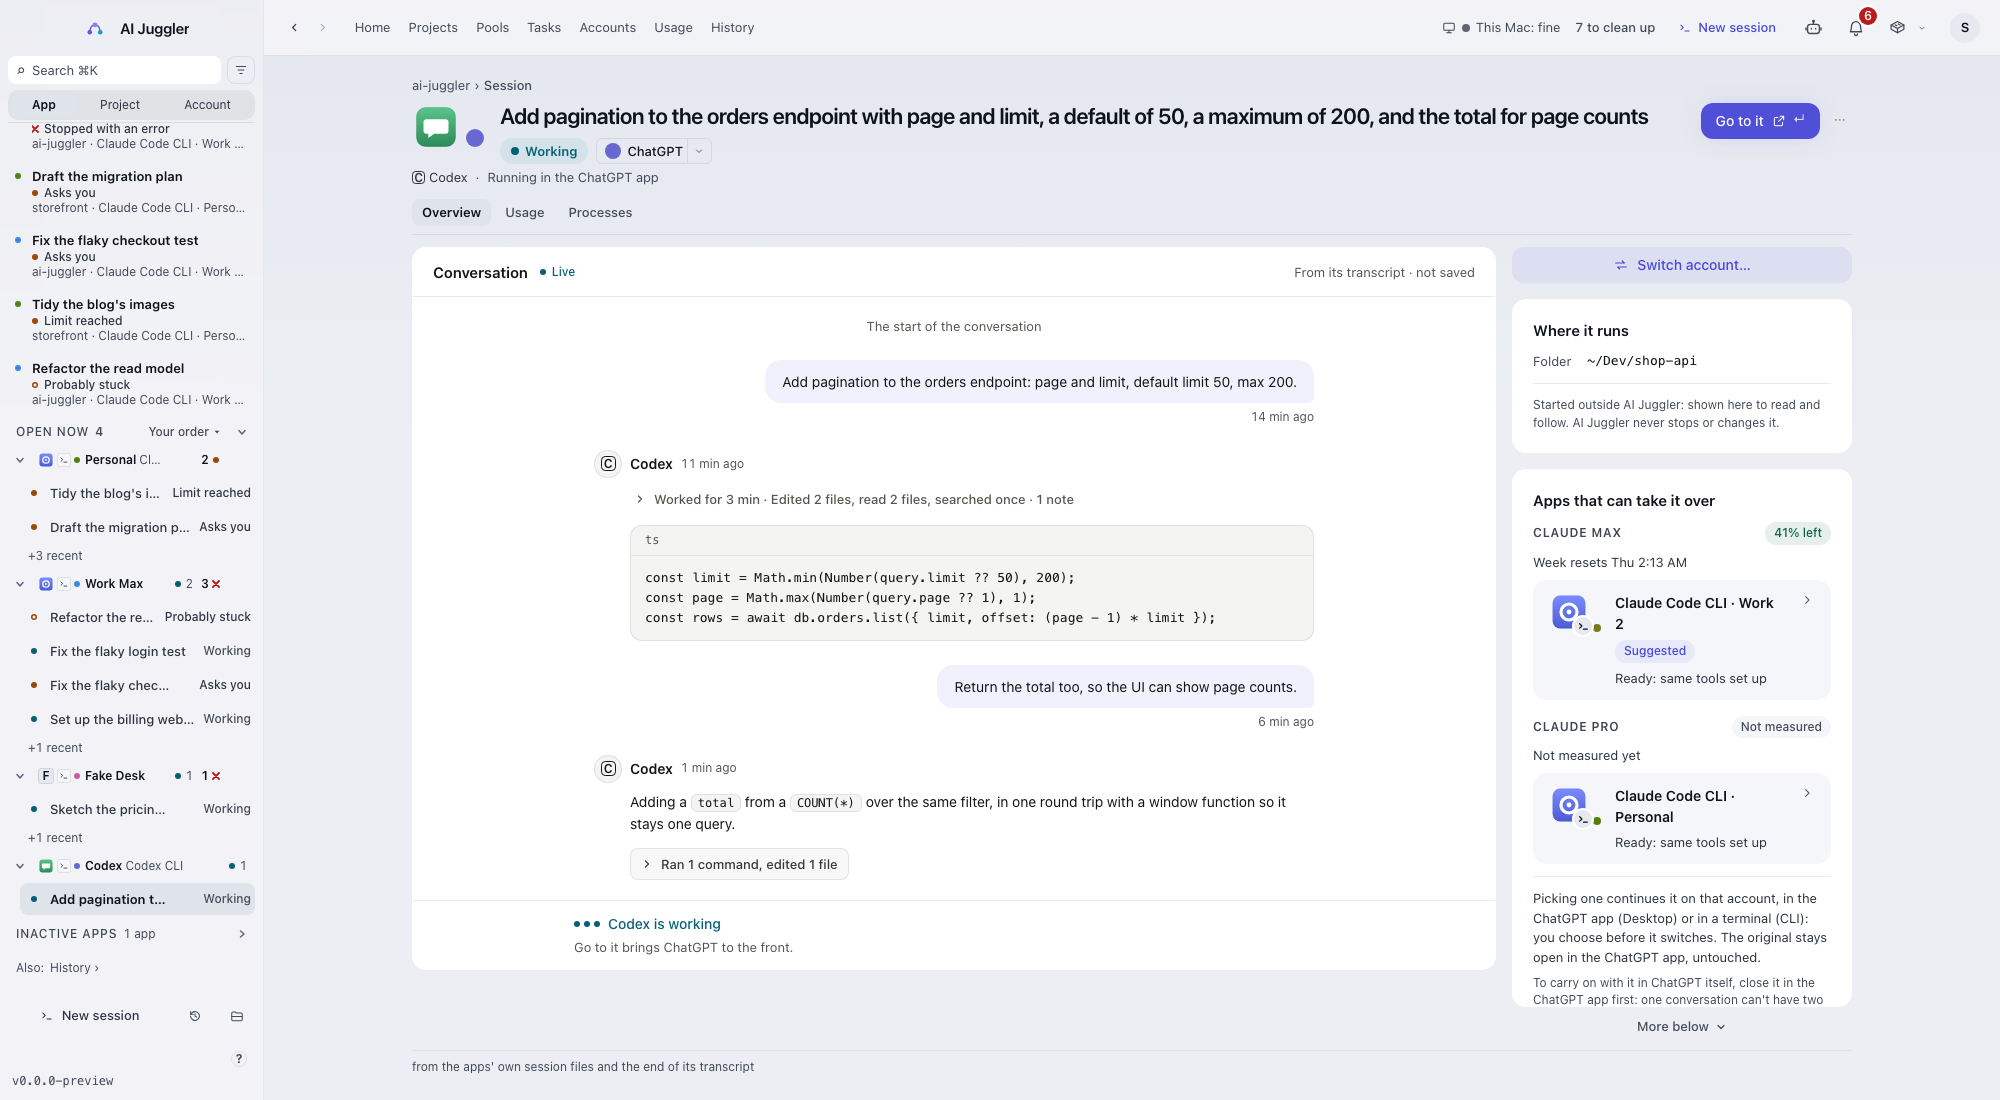 AI Juggler
Search ⌘K
App Project Account
Stopped with an error
ai-juggler · Claude Code CLI · Work ...
Draft the migration plan
Asks you
storefront · Claude Code CLI · Perso...
Fix the flaky checkout test
Asks you
ai-juggler · Claude Code CLI · Work ...
Tidy the blog's images
Limit reached
storefront · Claude Code CLI · Perso...
Refactor the read model
Probably stuck
ai-juggler · Claude Code CLI · Work ...
OPEN NOW 4 Your order
Personal Cl... 2
Tidy the blog's i... Limit reached
Draft the migration p... Asks you
+3 recent
Work Max 2 3
Refactor the re... Probably stuck
Fix the flaky login test Working
Fix the flaky chec... Asks you
Set up the billing web... Working
+1 recent
F Fake Desk 1 1
Sketch the pricin... Working
+1 recent
Codex Codex CLI 1
Add pagination t... Working
INACTIVE APPS 1 app
Also: History ›
New session
?
v0.0.0-preview
Home Projects Pools Tasks Accounts Usage History
This Mac: fine 7 to clean up New session 6 S
ai-juggler › Session
Add pagination to the orders endpoint with page and limit, a default of 50, a maximum of 200, and the total for page counts
Go to it
Working ChatGPT
Codex · Running in the ChatGPT app
Overview Usage Processes
Conversation Live From its transcript · not saved
The start of the conversation
Add pagination to the orders endpoint: page and limit, default limit 50, max 200.
14 min ago
Codex 11 min ago
Worked for 3 min · Edited 2 files, read 2 files, searched once · 1 note
ts
const limit = Math.min(Number(query.limit ?? 50), 200);
const page = Math.max(Number(query.page ?? 1), 1);
const rows = await db.orders.list({ limit, offset: (page - 1) * limit });
Return the total too, so the UI can show page counts.
6 min ago
Codex 1 min ago
Adding a total from a COUNT(*) over the same filter, in one round trip with a window function so it
stays one query.
Ran 1 command, edited 1 file
Codex is working
Go to it brings ChatGPT to the front.
Switch account...
Where it runs
Folder ~/Dev/shop-api
Started outside AI Juggler: shown here to read and
follow. AI Juggler never stops or changes it.
Apps that can take it over
CLAUDE MAX 41% left
Week resets Thu 2:13 AM
Claude Code CLI · Work
2
Suggested
Ready: same tools set up
CLAUDE PRO Not measured
Not measured yet
Claude Code CLI ·
Personal
Ready: same tools set up
Picking one continues it on that account, in the
ChatGPT app (Desktop) or in a terminal (CLI):
you choose before it switches. The original stays
open in the ChatGPT app, untouched.
To carry on with it in ChatGPT itself, close it in the
ChatGPT app first: one conversation can't have two
More below
from the apps' own session files and the end of its transcript